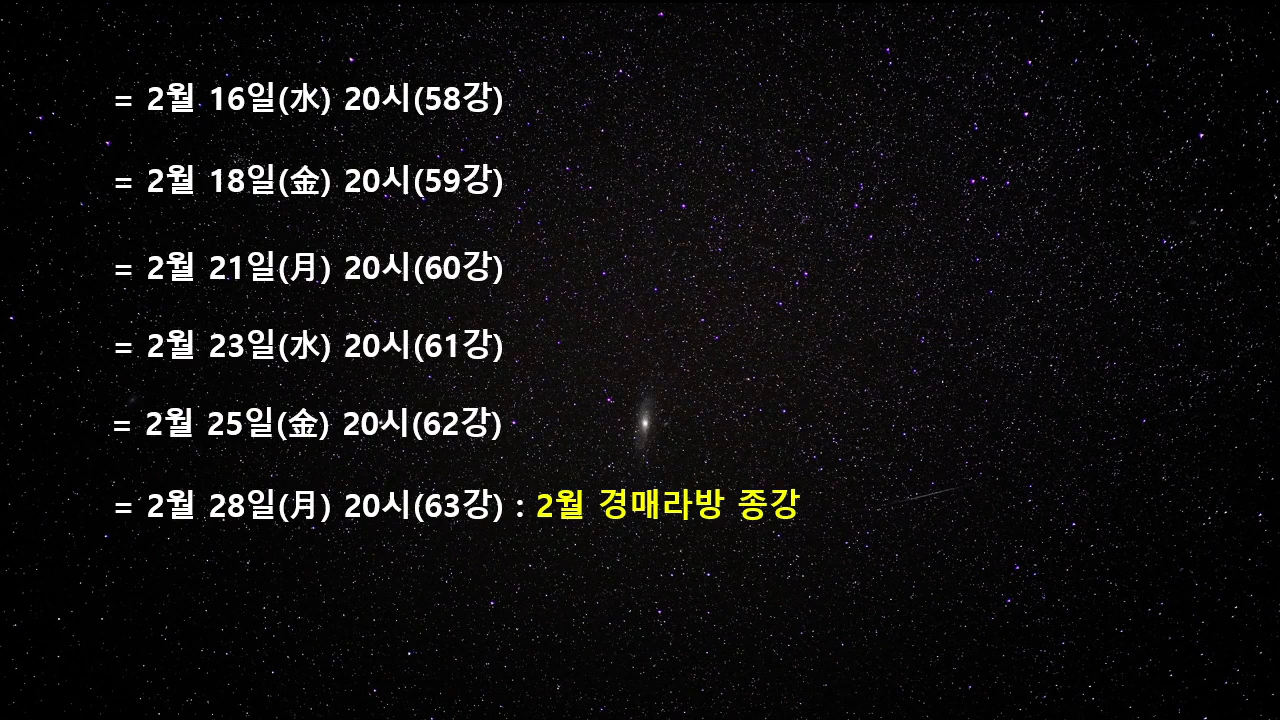 = 2월 16일(水) 20시(58강)
= 2월 18일(金) 20시(59강)
= 2월 21일(月) 20시(60강)
= 2월 23일(水) 20시(61강)
= 2월 25일(金) 20시(62강)
= 2월 28일(月) 20시(63강) : 2월 경매라방 종강